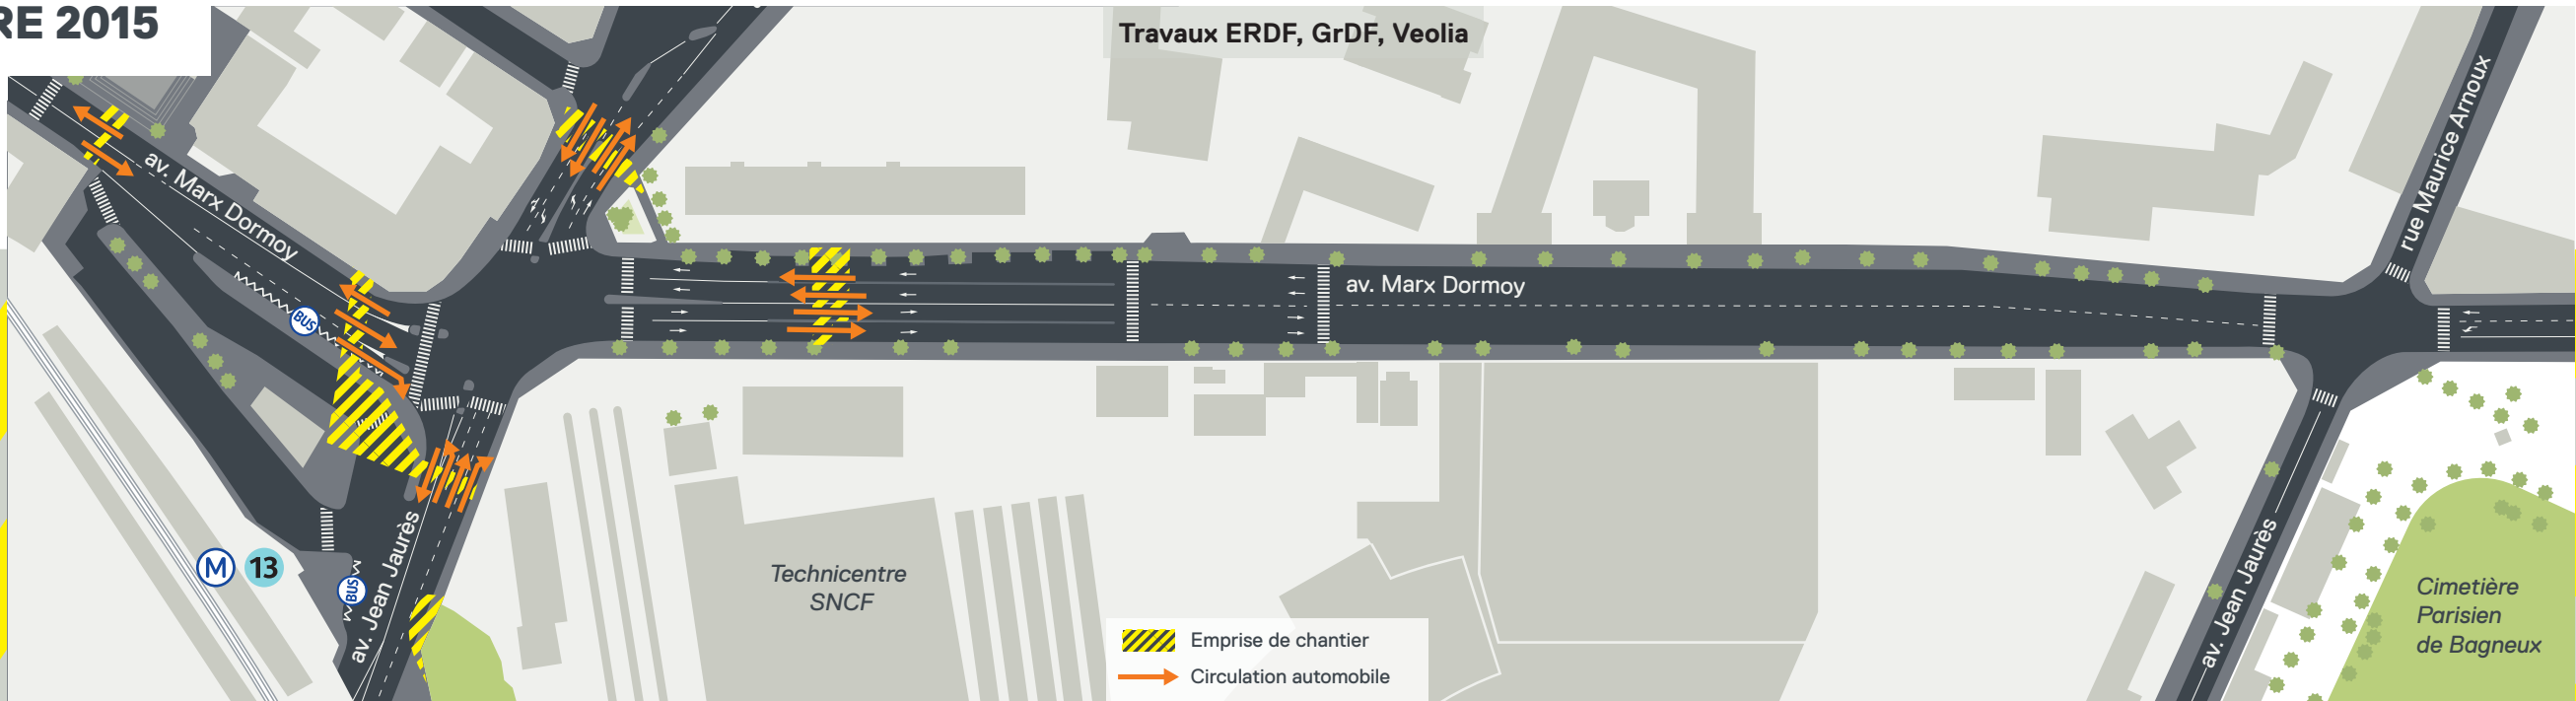 RE 2015
Travaux ERDF, GrDF, Veolia
av. Marx Dormoy
rue Maurice Arnoux
av. Marx Dormoy
BUS
M 13
BUS
av. Jean Jaurès
Technicentre
SNCF
Emprise de chantier
Circulation automobile
av. Jean Jaurès
Cimetière
Parisien
de Bagneux